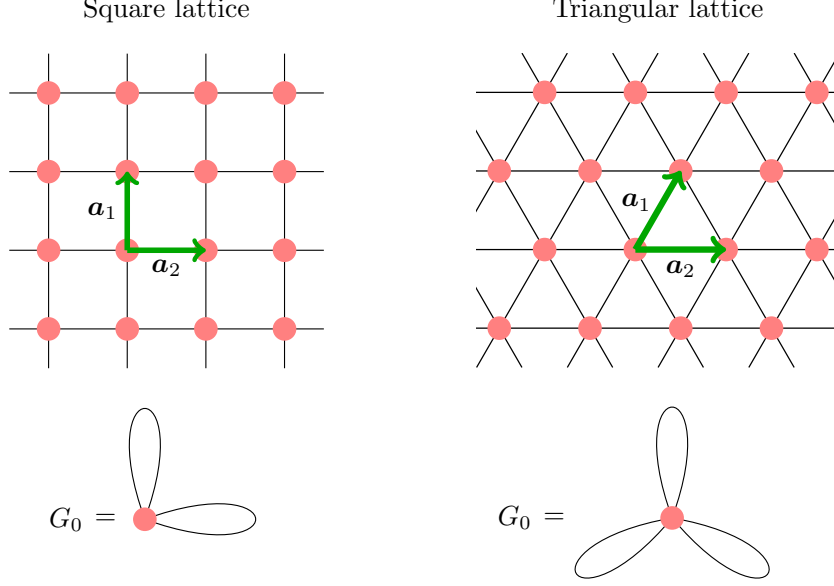 Square lattice
Triangular lattice
a₁
a₂
a₁
a₂
G₀ =
G₀ =